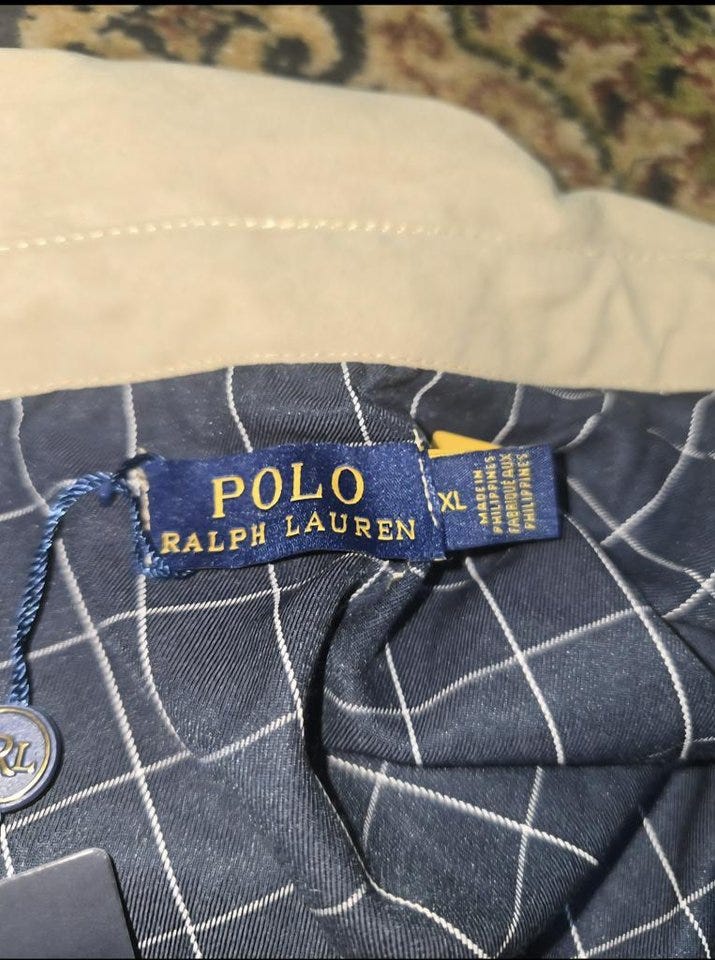 POLO
RALPH LAUREN
XL
MADE IN
PHILIPPINES
FABRIQUÉ AUX
PHILIPPINES
RL